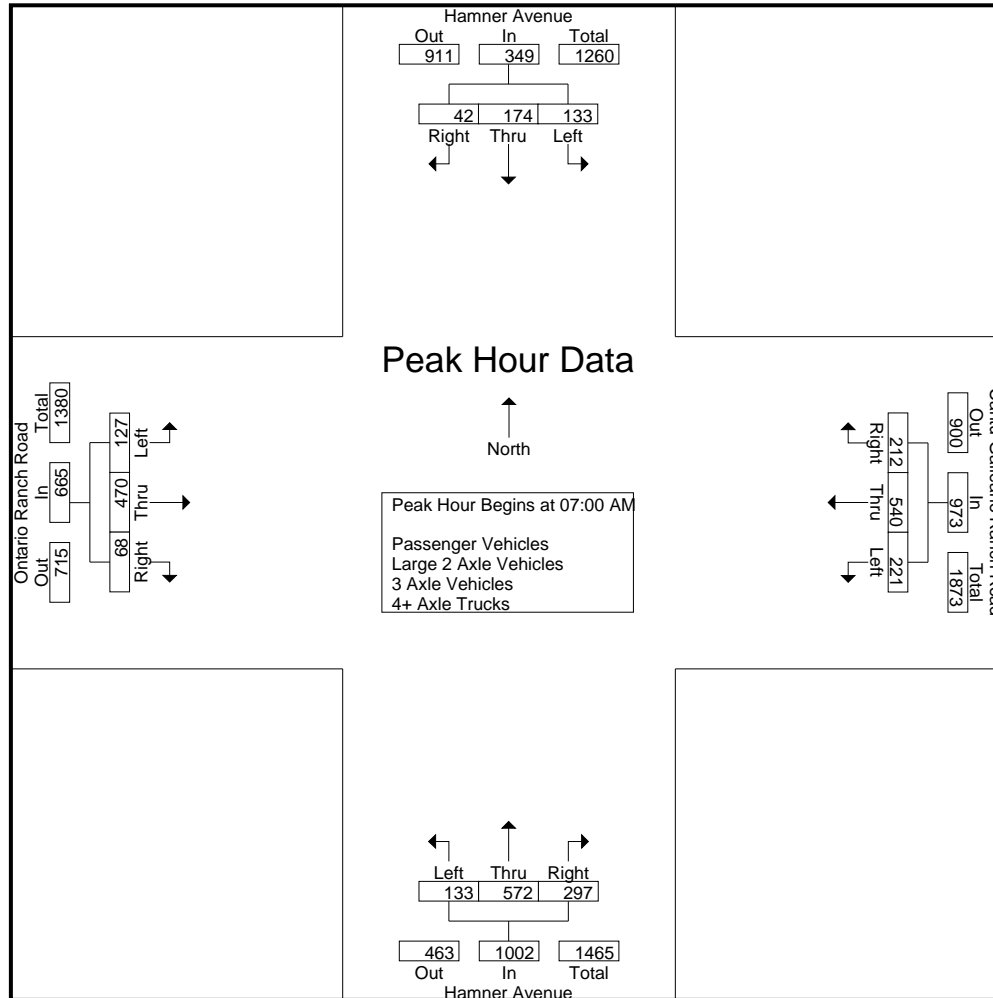 Hamner Avenue
Out In Total
911 349 1260
42 174 133
Right Thru Left
Peak Hour Data
North
Peak Hour Begins at 07:00 AM
Passenger Vehicles
Large 2 Axle Vehicles
3 Axle Vehicles
4+ Axle Trucks
Ontario Ranch Road
Out In Total
715 665 1380
68 470 127
Right Thru Left
Ranch Road
Out In Total
900 973 1873
212 540 221
Right Thru Left
Left Thru Right
133 572 297
463 1002 1465
Out In Total
Hamner Avenue